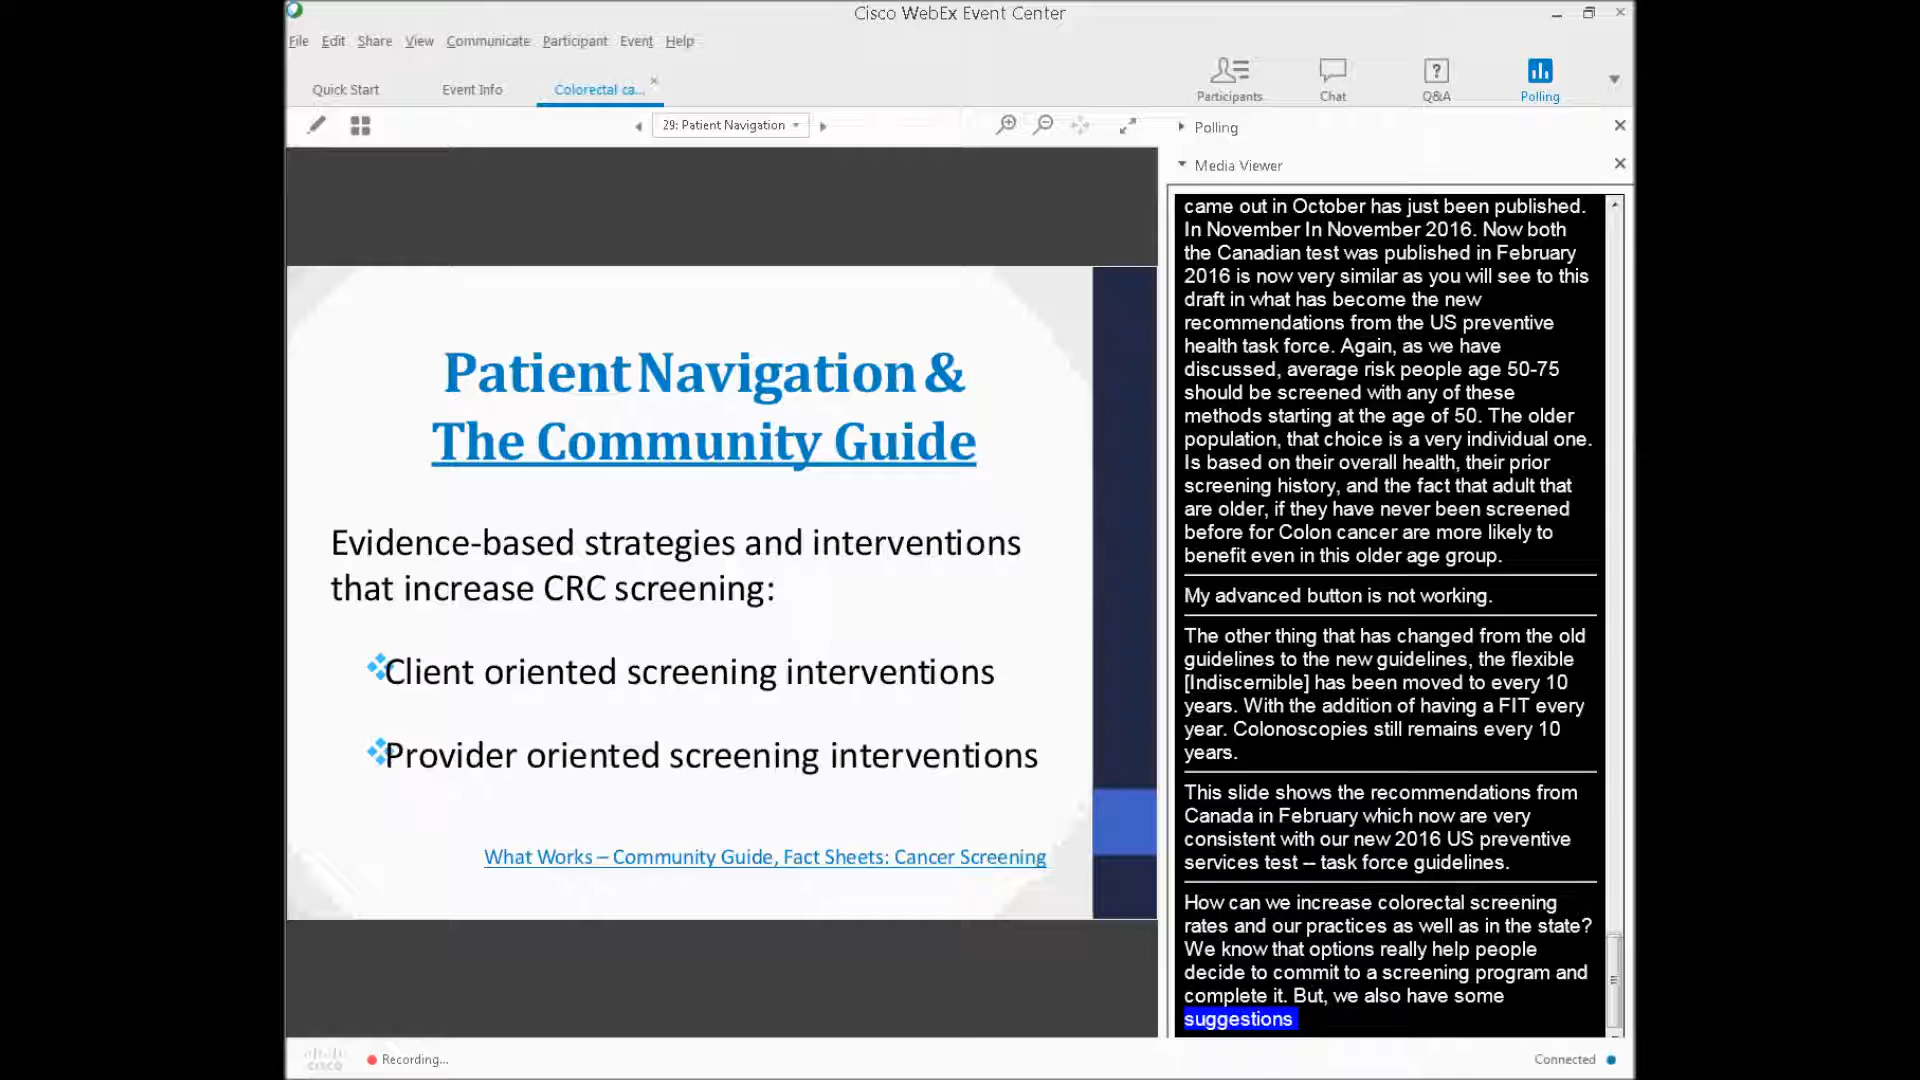 Cisco WebEx Event Center
File Edit Share View Communicate Participant Event Help
Quick Start Event Info Colorectal ca...
Participants Chat Q&A Polling
29: Patient Navigation
Polling
Media Viewer
Patient Navigation &
The Community Guide
Evidence-based strategies and interventions
that increase CRC screening:
Client oriented screening interventions
Provider oriented screening interventions
What Works – Community Guide, Fact Sheets: Cancer Screening
came out in October has just been published.
In November In November 2016. Now both
the Canadian test was published in February
2016 is now very similar as you will see to this
draft in what has become the new
recommendations from the US preventive
health task force. Again, as we have
discussed, average risk people age 50-75
should be screened with any of these
methods starting at the age of 50. The older
population, that choice is a very individual one.
Is based on their overall health, their prior
screening history, and the fact that adult that
are older, if they have never been screened
before for Colon cancer are more likely to
benefit even in this older age group.
My advanced button is not working.
The other thing that has changed from the old
guidelines to the new guidelines, the flexible
[Indiscernible] has been moved to every 10
years. With the addition of having a FIT every
year. Colonoscopies still remains every 10
years.
This slide shows the recommendations from
Canada in February which now are very
consistent with our new 2016 US preventive
services test -- task force guidelines.
How can we increase colorectal screening
rates and our practices as well as in the state?
We know that options really help people
decide to commit to a screening program and
complete it. But, we also have some
suggestions
cisco
Recording...
Connected